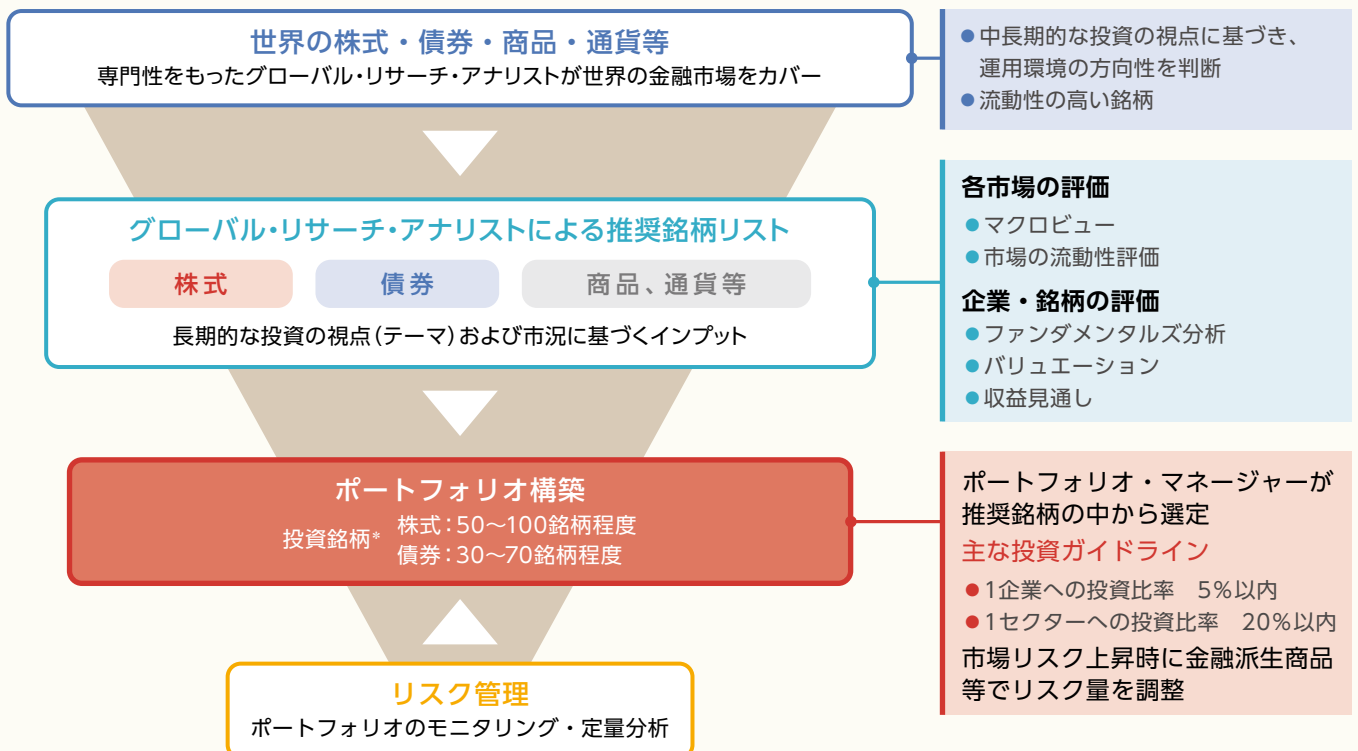 世界の株式・債券・商品・通貨等
専門性をもったグローバル・リサーチ・アナリストが世界の金融市場をカバー
●中長期的な投資の視点に基づき、
運用環境の方向性を判断
●流動性の高い銘柄
グローバル・リサーチ・アナリストによる推奨銘柄リスト
株式 債券 商品、通貨等
長期的な投資の視点(テーマ)および市況に基づくインプット
各市場の評価
●マクロビュー
●市場の流動性評価
企業・銘柄の評価
●ファンダメンタルズ分析
●バリュエーション
●収益見通し
ポートフォリオ構築
投資銘柄*
株式:50〜100銘柄程度
債券:30〜70銘柄程度
ポートフォリオ・マネージャーが
推奨銘柄の中から選定
主な投資ガイドライン
●1企業への投資比率 5%以内
●1セクターへの投資比率 20%以内
市場リスク上昇時に金融派生商品
等でリスク量を調整
リスク管理
ポートフォリオのモニタリング・定量分析